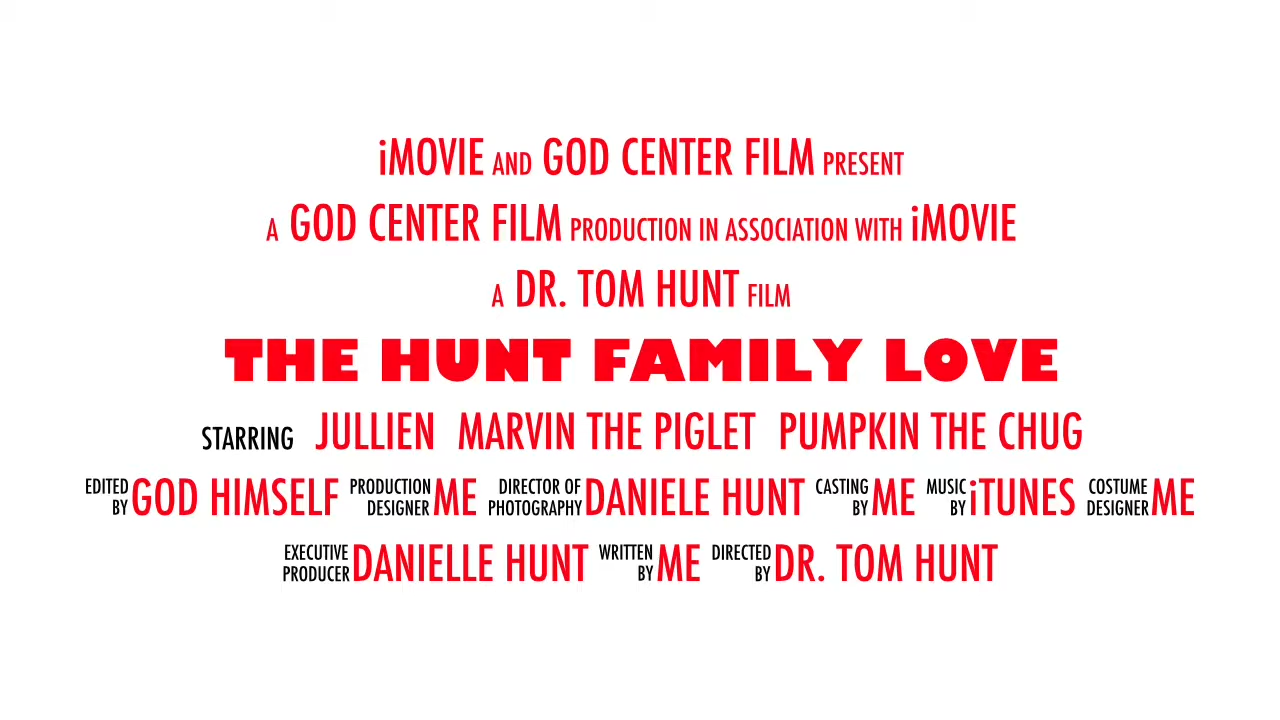 iMOVIE AND GOD CENTER FILM PRESENT
A GOD CENTER FILM PRODUCTION IN ASSOCIATION WITH iMOVIE
A DR. TOM HUNT FILM
THE HUNT FAMILY LOVE
STARRING JULLIEN MARVIN THE PIGLET PUMPKIN THE CHUG
EDITED BY GOD HIMSELF PRODUCTION DESIGNER ME DIRECTOR OF PHOTOGRAPHY DANIELE HUNT CASTING BY ME MUSIC BY iTUNES COSTUME DESIGNER ME
EXECUTIVE PRODUCER DANIELLE HUNT WRITTEN BY ME DIRECTED BY DR. TOM HUNT